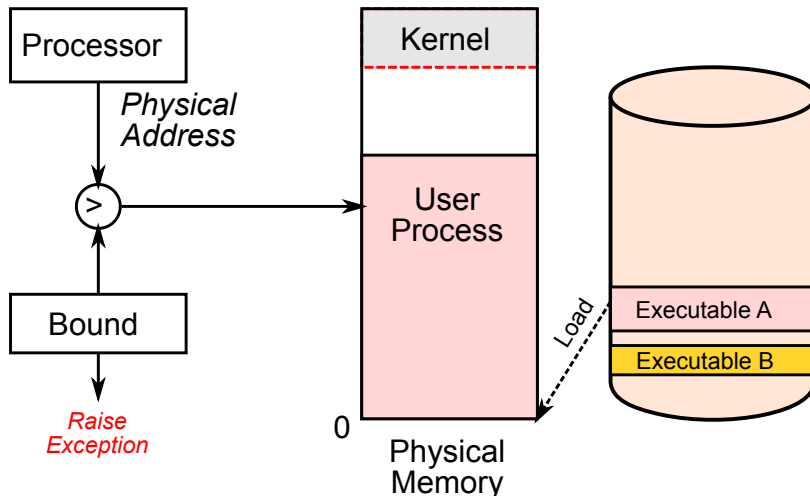 Processor
Physical
Address
>
Bound
Raise
Exception
Kernel
User
Process
0
Physical
Memory
Load
Executable A
Executable B